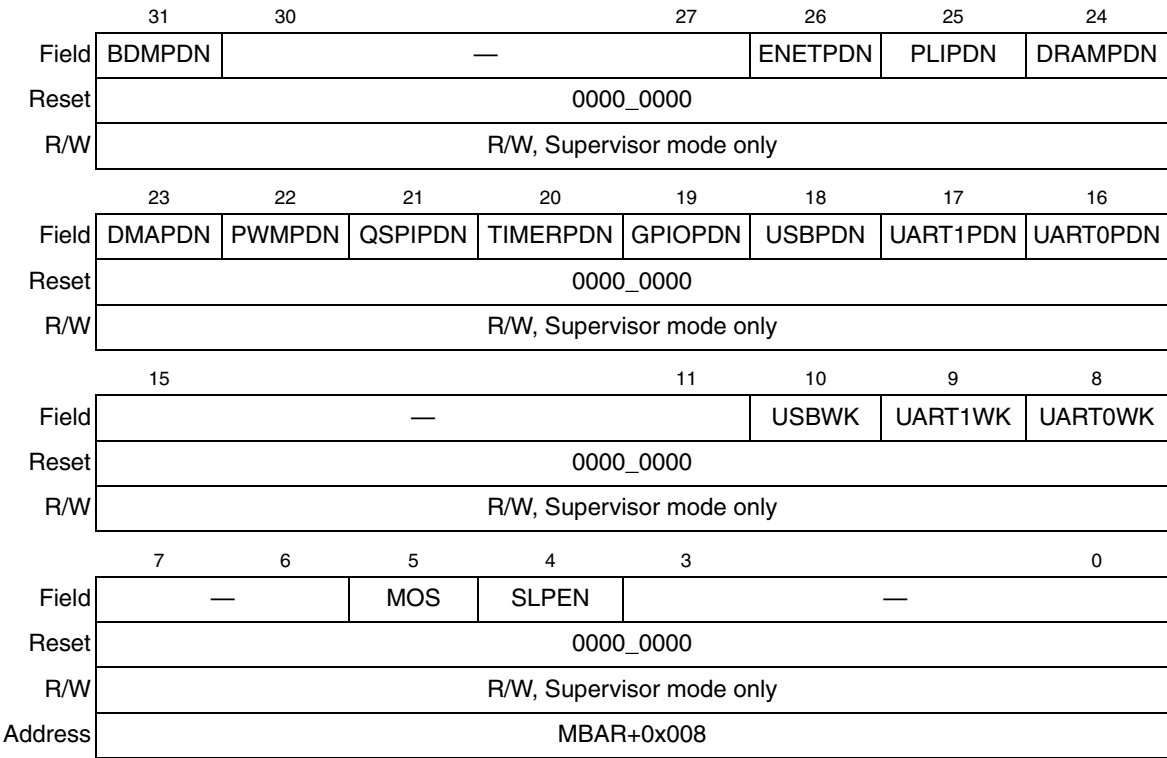 31 30 27 26 25 24
Field BDMPDN — ENETPDN PLIPDN DRAMPDN
Reset 0000_0000
R/W R/W, Supervisor mode only
23 22 21 20 19 18 17 16
Field DMAPDN PWMPDN QSPIPDN TIMERPDN GPIOPDN USBPDN UART1PDN UART0PDN
Reset 0000_0000
R/W R/W, Supervisor mode only
15 11 10 9 8
Field — USBWK UART1WK UART0WK
Reset 0000_0000
R/W R/W, Supervisor mode only
7 6 5 4 3 0
Field — MOS SLPEN —
Reset 0000_0000
R/W R/W, Supervisor mode only
Address MBAR+0x008